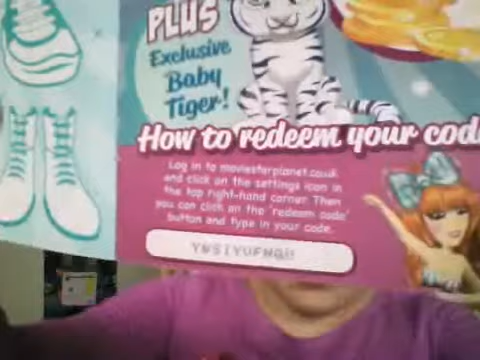 PLUS
Exclusive
Baby
Tiger!
How to redeem your code
Log in to moviestarplanet.co.uk
and click on the settings icon in
the top right-hand corner. Then
you can click on the 'redeem code'
button and type in your code.